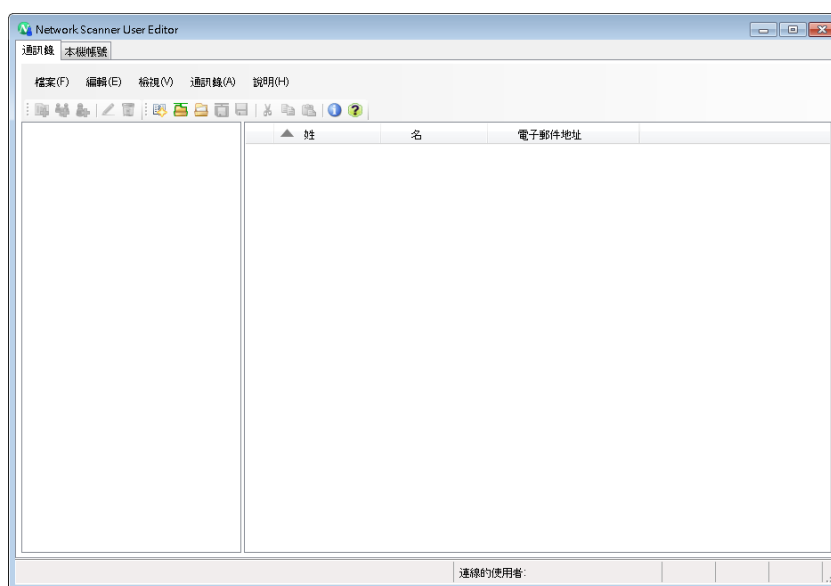 Network Scanner User Editor
通訊錄 本機帳號
檔案(F) 編輯(E) 檢視(V) 通訊錄(A) 說明(H)
姓 名 電子郵件地址
連線的使用者: